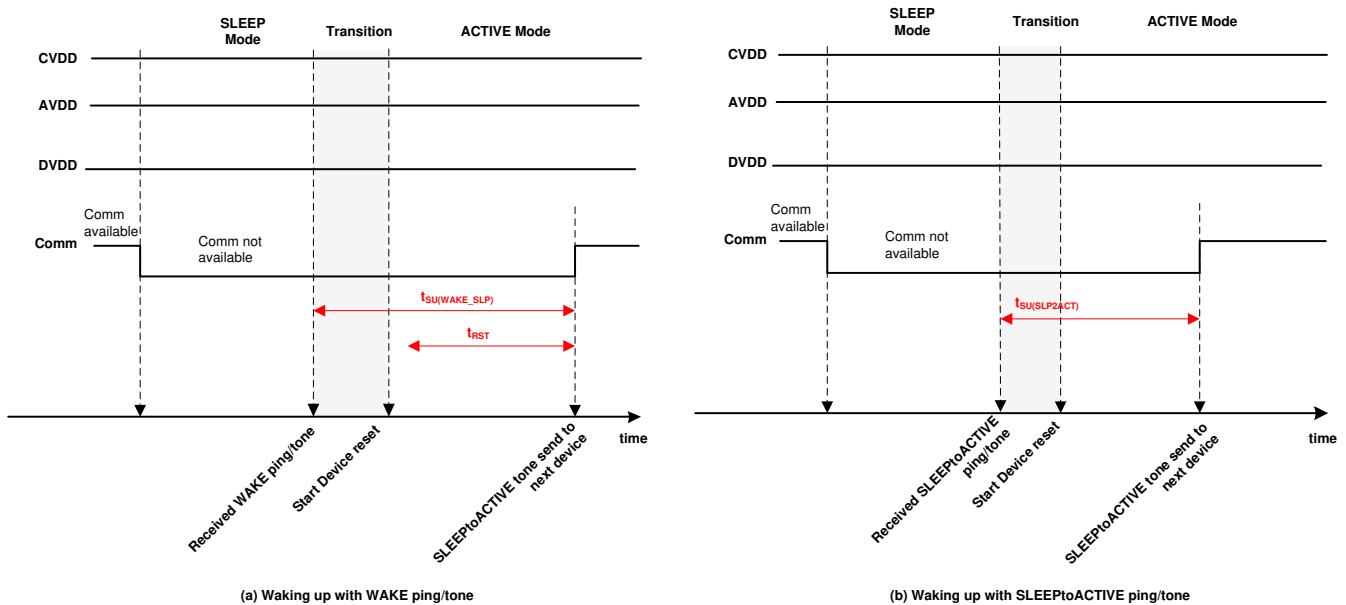 SLEEP
Mode
Transition
ACTIVE Mode
CVDD
AVDD
DVDD
Comm
available
Comm
Comm not
available
tSU(WAKE_SLP)
tRST
time
Received WAKE ping/tone
Start Device reset
SLEEPtoACTIVE tone send to
next device
(a) Waking up with WAKE ping/tone
SLEEP
Mode
Transition
ACTIVE Mode
CVDD
AVDD
DVDD
Comm
available
Comm
Comm not
available
tSU(SLP2ACT)
time
Received SLEEPtoACTIVE
ping/tone
Start Device reset
SLEEPtoACTIVE tone send to
next device
(b) Waking up with SLEEPtoACTIVE ping/tone